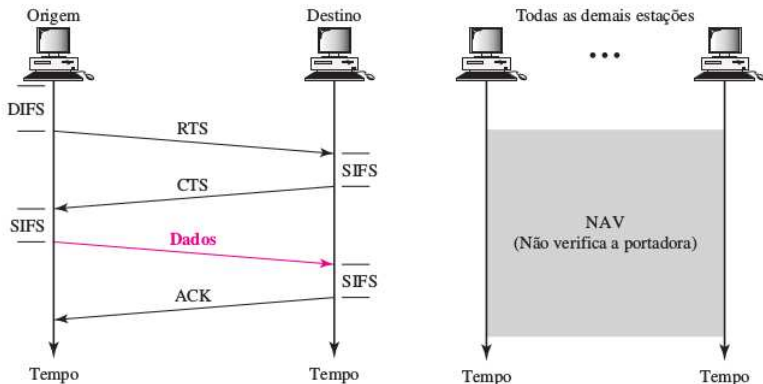 Origem
Destino
Todas as demais estações
...
DIFS
RTS
SIFS
CTS
SIFS
Dados
SIFS
ACK
NAV
(Não verifica a portadora)
Tempo
Tempo
Tempo
Tempo